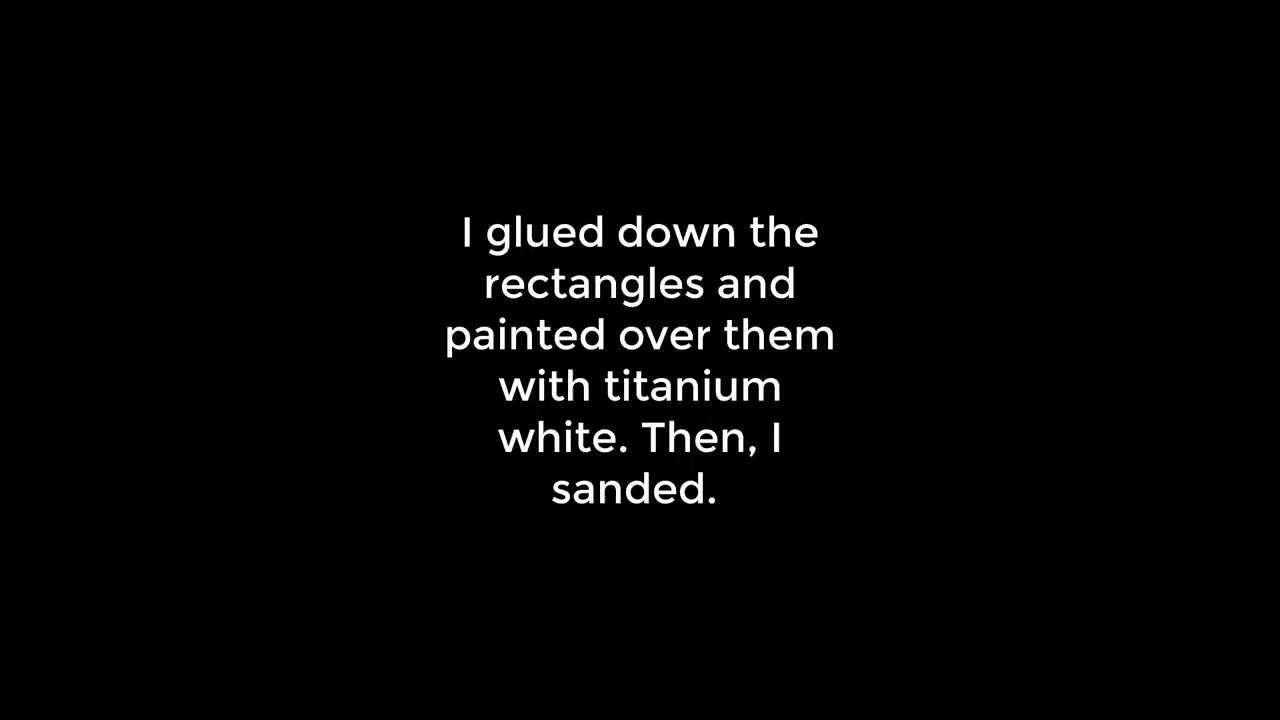 I glued down the
rectangles and
painted over them
with titanium
white. Then, I
sanded.